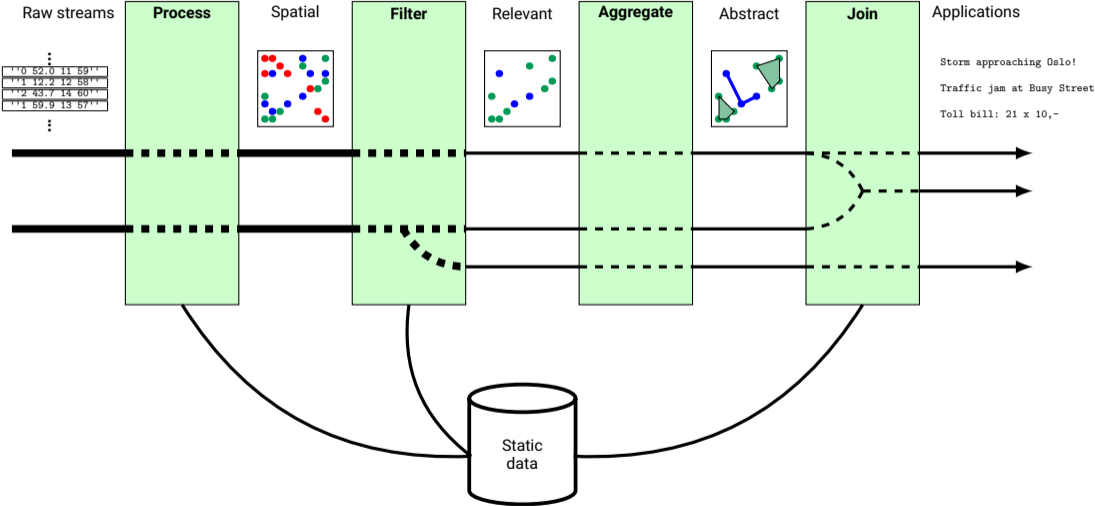 Raw streams
Process
Spatial
Filter
Relevant
Aggregate
Abstract
Join
Applications
''0 52.0 11 59''
''1 12.2 12 58''
''2 43.7 14 60''
''1 59.9 13 57''
Storm approaching Oslo!
Traffic jam at Busy Street
Toll bill: 21 x 10,-
Static
data